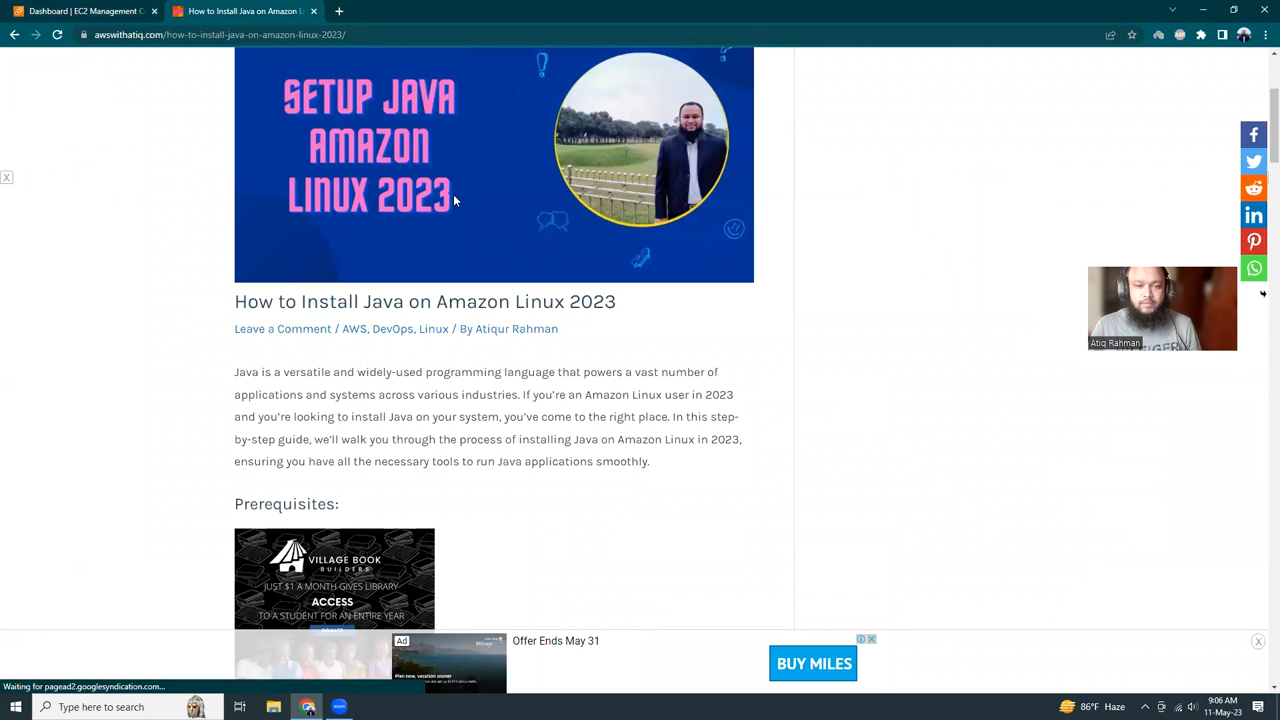 Dashboard | EC2 Management C
How to Install Java on Amazon L
awswithatiq.com/how-to-install-java-on-amazon-linux-2023/
SETUP JAVA
AMAZON
LINUX 2023
How to Install Java on Amazon Linux 2023
Leave a Comment / AWS, DevOps, Linux / By Atiqur Rahman
Java is a versatile and widely-used programming language that powers a vast number of
applications and systems across various industries. If you're an Amazon Linux user in 2023
and you're looking to install Java on your system, you've come to the right place. In this step-
by-step guide, we'll walk you through the process of installing Java on Amazon Linux in 2023,
ensuring you have all the necessary tools to run Java applications smoothly.
Prerequisites:
VILLAGE BOOK
BUILDERS
JUST $1 A MONTH GIVES LIBRARY
ACCESS
TO A STUDENT FOR AN ENTIRE YEAR
Atiq Rahman
Ad
Plan now, vacation sooner
Offer Ends May 31
BUY MILES
Waiting for pagead2.googlesyndication.com...
Type here to search
zoom
86°F Haze
9:06 AM
11-May-23